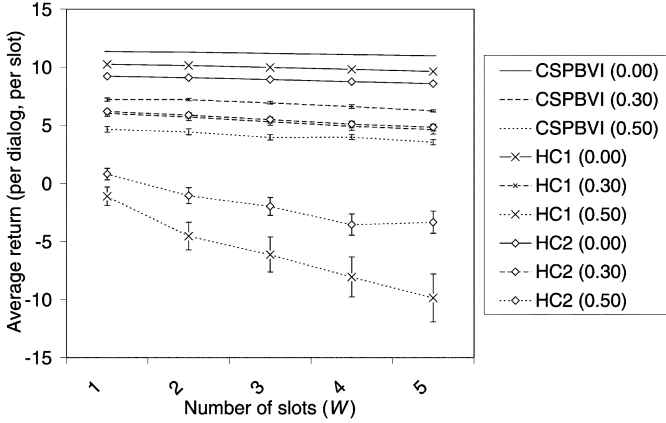 15
10
5
0
-5
-10
-15
Average return (per dialog, per slot)
1
2
3
4
5
Number of slots (W)
CSPBVI (0.00)
CSPBVI (0.30)
CSPBVI (0.50)
HC1 (0.00)
HC1 (0.30)
HC1 (0.50)
HC2 (0.00)
HC2 (0.30)
HC2 (0.50)